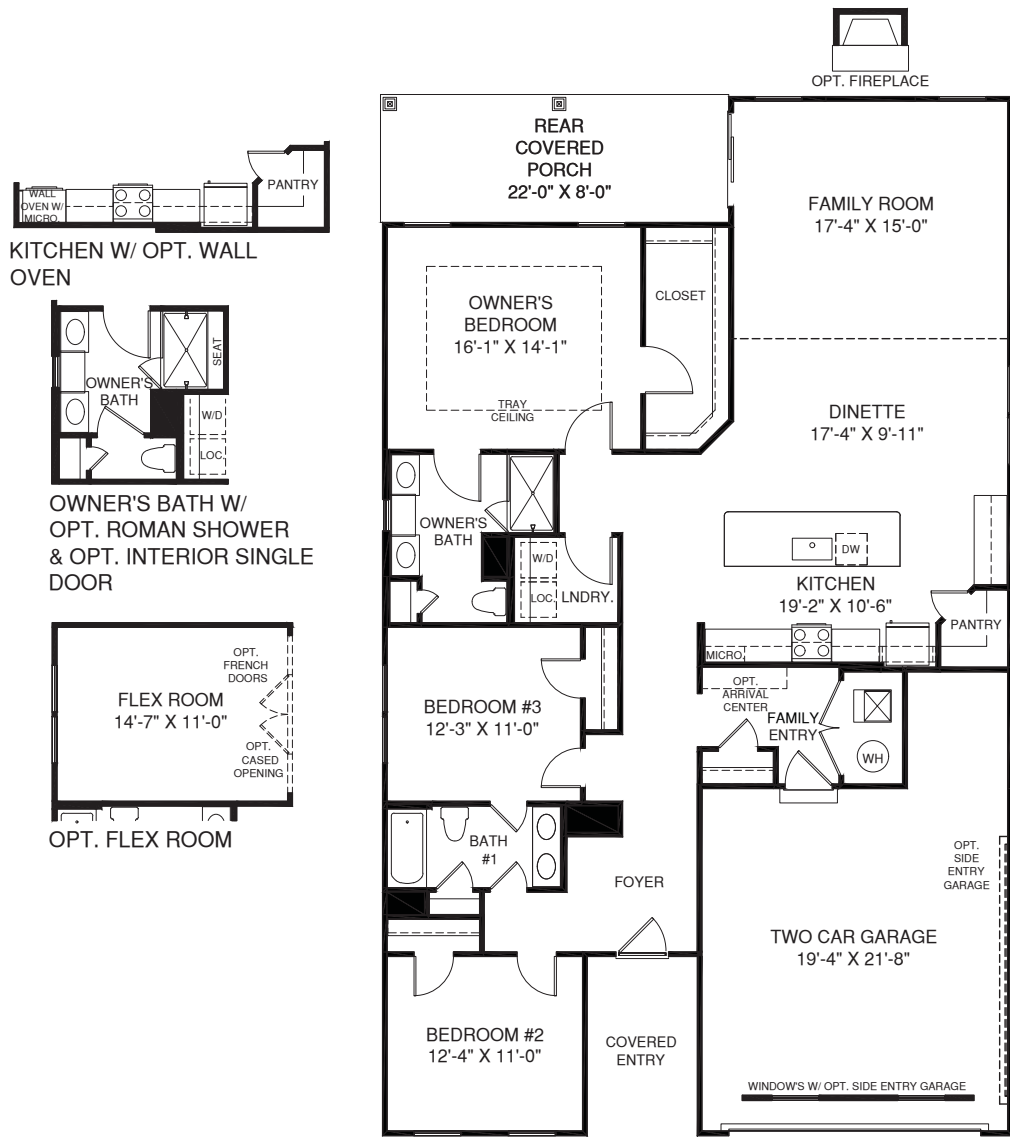 OPT. FIREPLACE
REAR
COVERED
PORCH
22'-0" X 8'-0"
FAMILY ROOM
17'-4" X 15'-0"
WALL
OVEN W/
MICRO.
PANTRY
KITCHEN W/ OPT. WALL
OVEN
OWNER'S
BEDROOM
16'-1" X 14'-1"
TRAY
CEILING
CLOSET
DINETTE
17'-4" X 9'-11"
SEAT
OWNER'S
BATH
W/D
LOC.
OWNER'S BATH W/
OPT. ROMAN SHOWER
& OPT. INTERIOR SINGLE
DOOR
OWNER'S
BATH
W/D
LOC.
LNDRY.
DW
KITCHEN
19'-2" X 10'-6"
PANTRY
MICRO.
OPT.
FRENCH
DOORS
FLEX ROOM
14'-7" X 11'-0"
OPT.
CASED
OPENING
OPT. FLEX ROOM
BEDROOM #3
12'-3" X 11'-0"
OPT.
ARRIVAL
CENTER
FAMILY
ENTRY
WH
BATH
#1
FOYER
OPT.
SIDE
ENTRY
GARAGE
TWO CAR GARAGE
19'-4" X 21'-8"
BEDROOM #2
12'-4" X 11'-0"
COVERED
ENTRY
WINDOW'S W/ OPT. SIDE ENTRY GARAGE